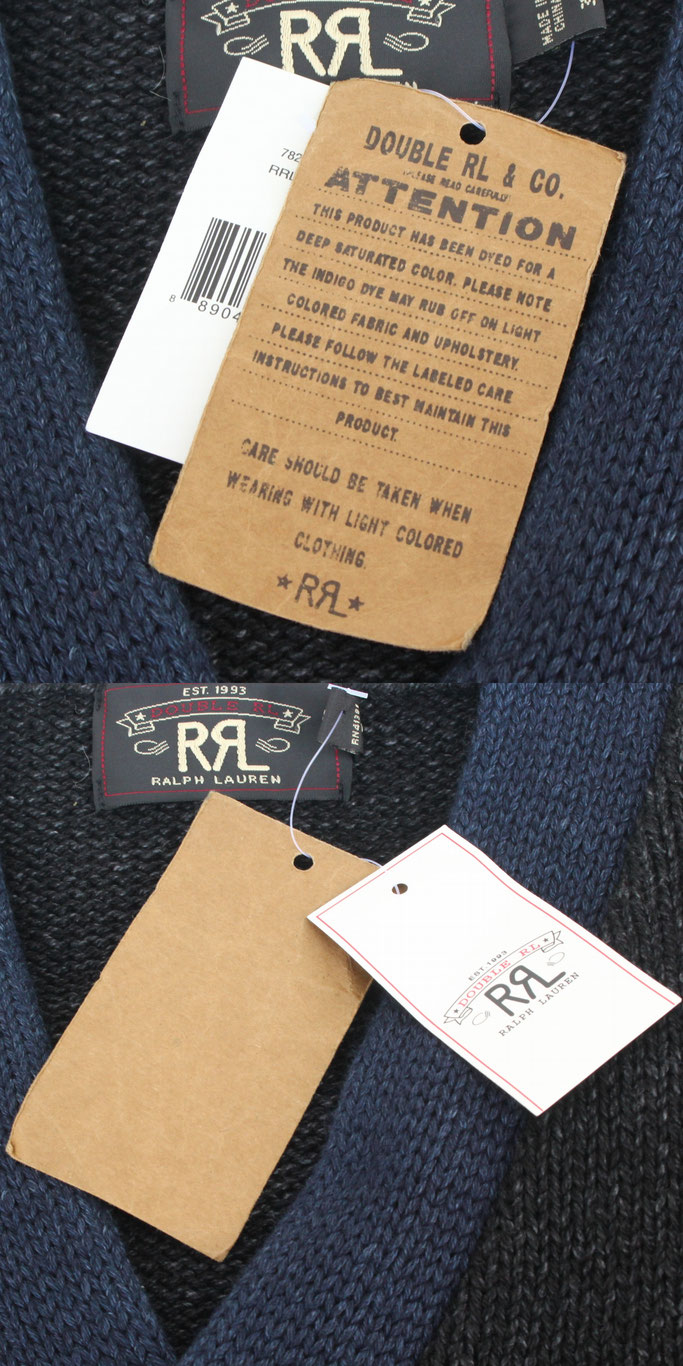 RRL
MADE IN
CHINA
782
RRL
8 8904
DOUBLE RL & CO.
PLEASE READ CAREFULLY
ATTENTION
THIS PRODUCT HAS BEEN DYED FOR A
DEEP SATURATED COLOR. PLEASE NOTE
THE INDIGO DYE MAY RUB OFF ON LIGHT
COLORED FABRIC AND UPHOLSTERY.
PLEASE FOLLOW THE LABELED CARE
INSTRUCTIONS TO BEST MAINTAIN THIS
PRODUCT.
CARE SHOULD BE TAKEN WHEN
WEARING WITH LIGHT COLORED
CLOTHING.
RRL
EST. 1993
DOUBLE RL
RRL
RALPH LAUREN
EST 1993
DOUBLE RL
RRL
RALPH LAUREN